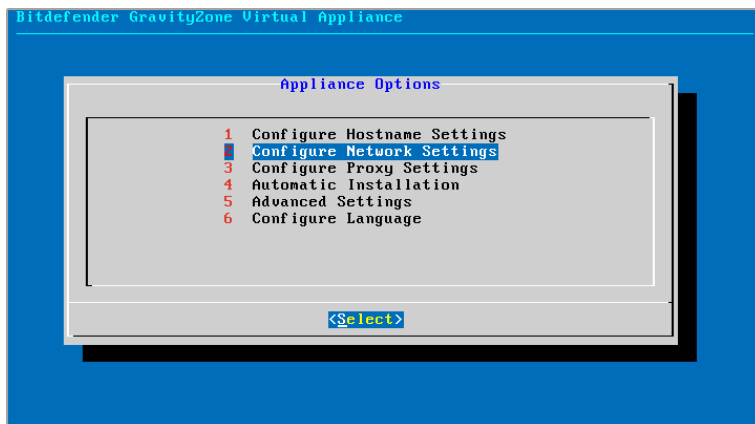 Bitdefender GravityZone Virtual Appliance
Appliance Options
1 Configure Hostname Settings
2 Configure Network Settings
3 Configure Proxy Settings
4 Automatic Installation
5 Advanced Settings
6 Configure Language
<Select>